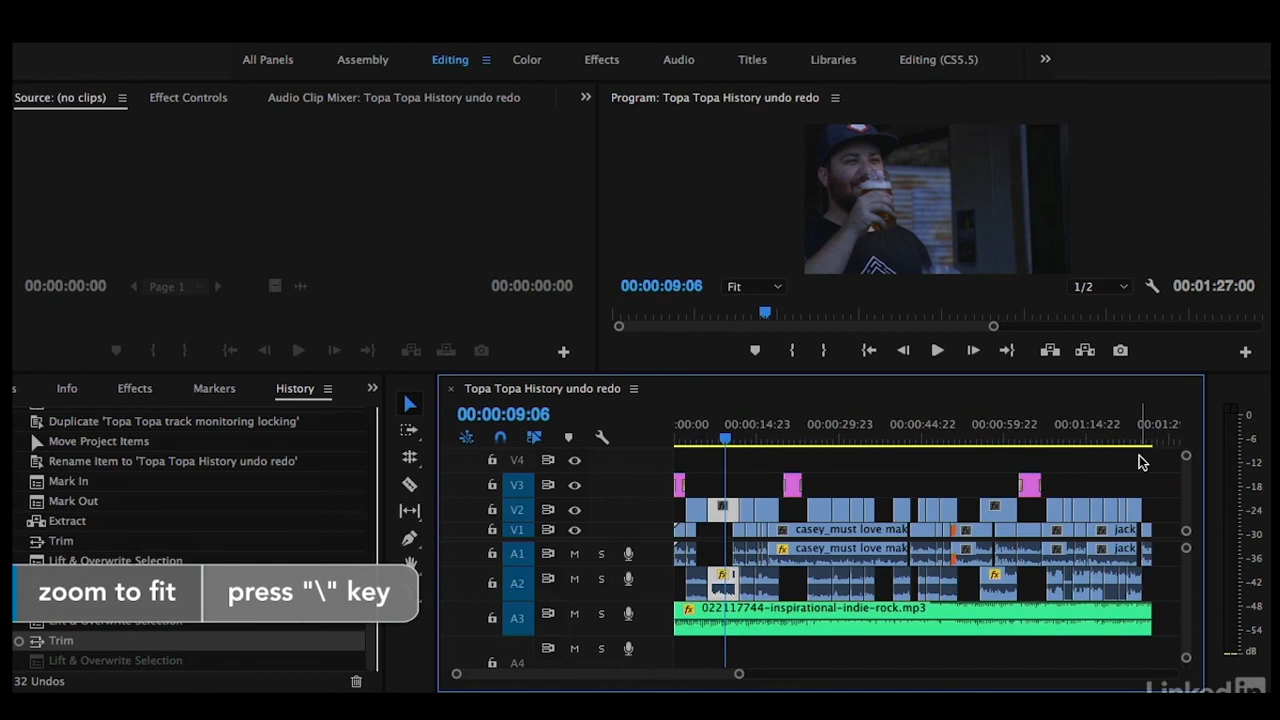 All Panels Assembly Editing Color Effects Audio Titles Libraries Editing (CS5.5)
Source: (no clips) Effect Controls Audio Clip Mixer: Topa Topa History undo redo
Program: Topa Topa History undo redo
00:00:00:00 Page 1 00:00:00:00
00:00:09:06 Fit 1/2 00:01:27:00
Info Effects Markers History
Duplicate 'Topa Topa track monitoring locking'
Move Project Items
Rename Item to 'Topa Topa History undo redo'
Mark In
Mark Out
Extract
Trim
Lift & Overwrite Selection
zoom to fit press "\" key
Lift & Overwrite Selection
Trim
Lift & Overwrite Selection
32 Undos
Topa Topa History undo redo
00:00:09:06
:00:00 00:00:14:23 00:00:29:23 00:00:44:22 00:00:59:22 00:01:14:22 00:01:29
V4
V3
V2 fx fx
V1 casey_must love mak jack
A1 M S fx casey_must love mak jack
A2 M S fx fx
A3 M S fx 022117744-inspirational-indie-rock.mp3
A4 M S
0
-6
-12
-18
-24
-30
-36
-42
-48
-54
dB